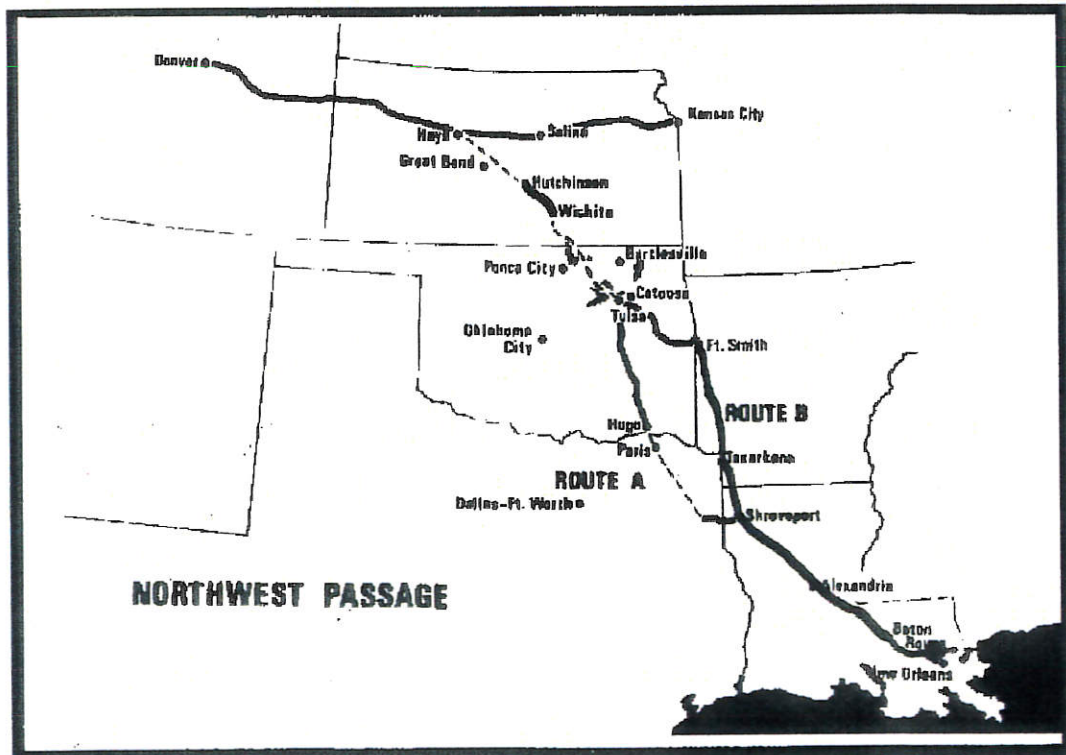 Denver
Kansas City
Hays
Salina
Great Bend
Hutchinson
Wichita
Bartlesville
Ponca City
Catoosa
Tulsa
Oklahoma
City
Ft. Smith
ROUTE B
Hugo
Paris
Texarkana
ROUTE A
Dallas-Ft. Worth
Shreveport
NORTHWEST PASSAGE
Alexandria
Baton
Rouge
New Orleans